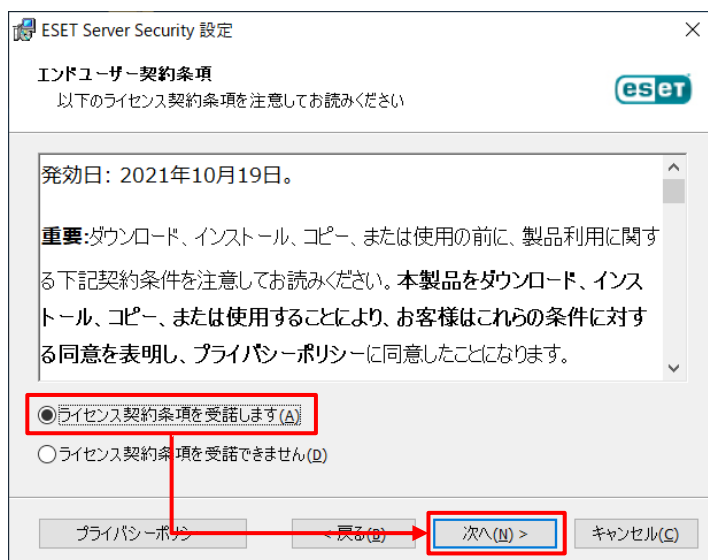 ESET Server Security 設定
エンドユーザー契約条項
以下のライセンス契約条項を注意してお読みください
eseT
発効日: 2021年10月19日。
重要:ダウンロード、インストール、コピー、または使用の前に、製品利用に関す
る下記契約条件を注意してお読みください。本製品をダウンロード、インス
トール、コピー、または使用することにより、お客様はこれらの条件に対す
る同意を表明し、プライバシーポリシーに同意したことになります。
ライセンス契約条項を受諾します(A)
ライセンス契約条項を受諾できません(D)
プライバシーポリシー
< 戻る(B)
次へ(N) >
キャンセル(C)